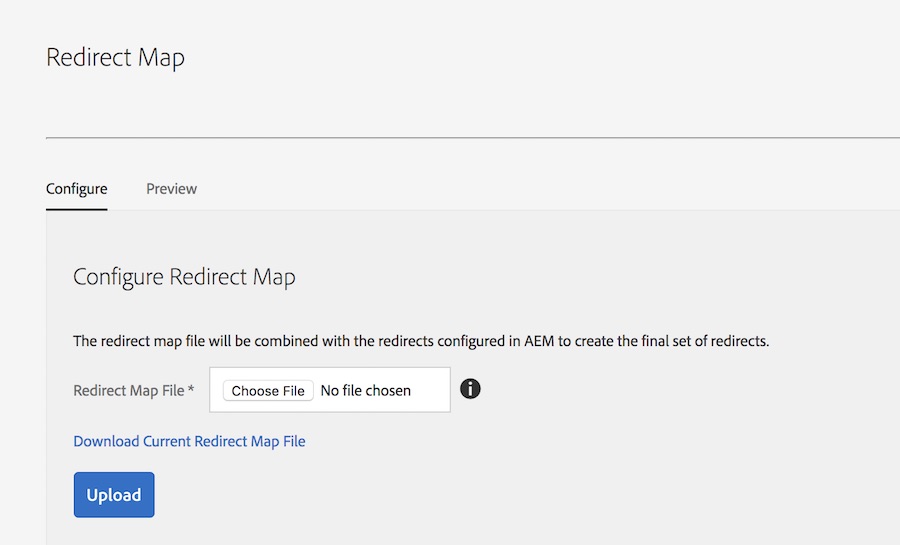 Redirect Map
Configure Preview
Configure Redirect Map
The redirect map file will be combined with the redirects configured in AEM to create the final set of redirects.
Redirect Map File * Choose File No file chosen
Download Current Redirect Map File
Upload